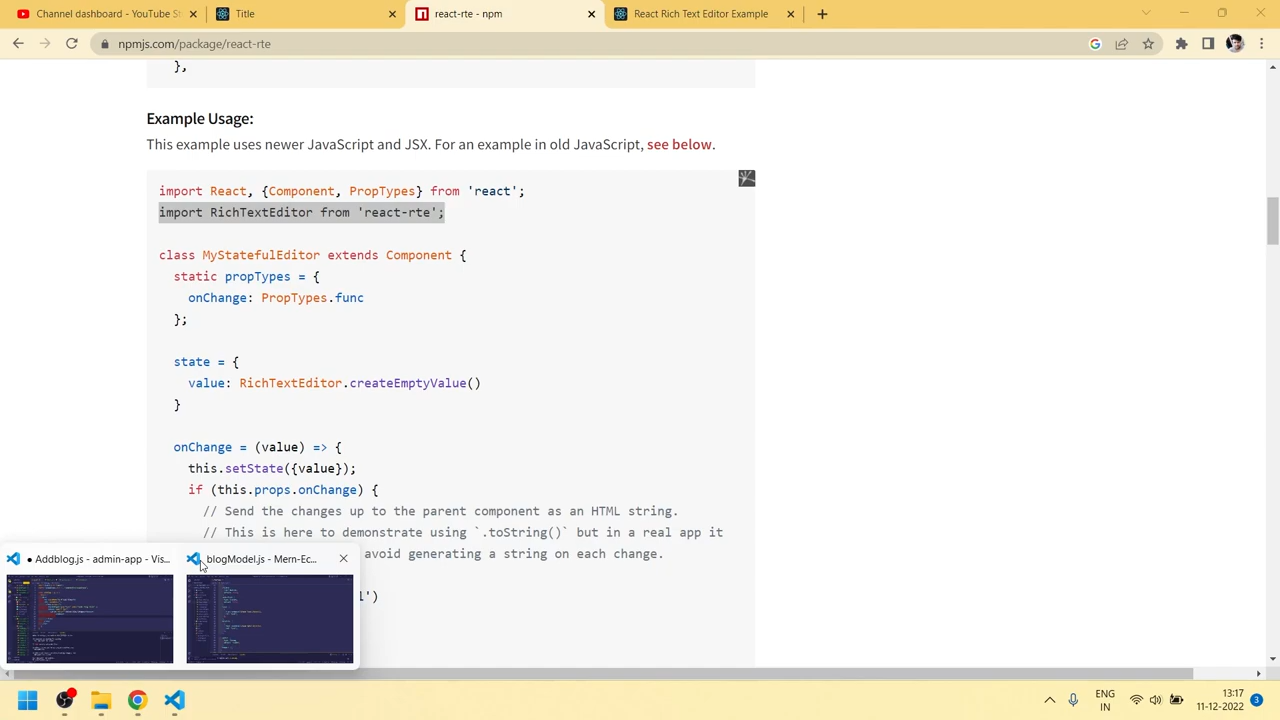 Channel dashboard - YouTube St
Title
react-rte - npm
React Rich Text Editor Example
npmjs.com/package/react-rte
},
Example Usage:
This example uses newer JavaScript and JSX. For an example in old JavaScript, see below.
import React, {Component, PropTypes} from 'react';
import RichTextEditor from 'react-rte';
class MyStatefulEditor extends Component {
static propTypes = {
onChange: PropTypes.func
};
state = {
value: RichTextEditor.createEmptyValue()
}
onChange = (value) => {
this.setState({value});
if (this.props.onChange) {
// Send the changes up to the parent component as an HTML string.
// This is here to demonstrate using `.toString()` but in a real app it
avoid generating a string on each change.
• Addblog.js - admin-app - Vis...
blogModel.js - Mern-Ec...
l')
ENG
IN
13:17
11-12-2022
3